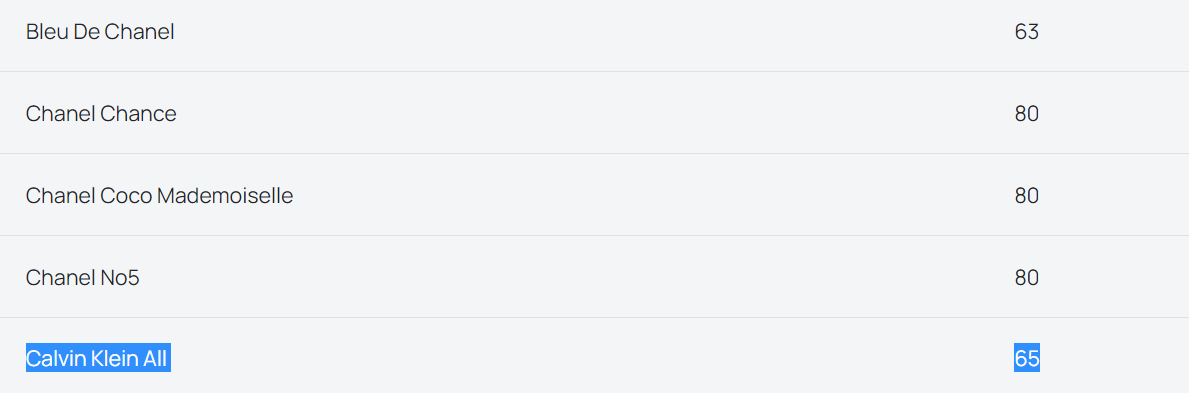 Bleu De Chanel 63
Chanel Chance 80
Chanel Coco Mademoiselle 80
Chanel No5 80
Calvin Klein All 65